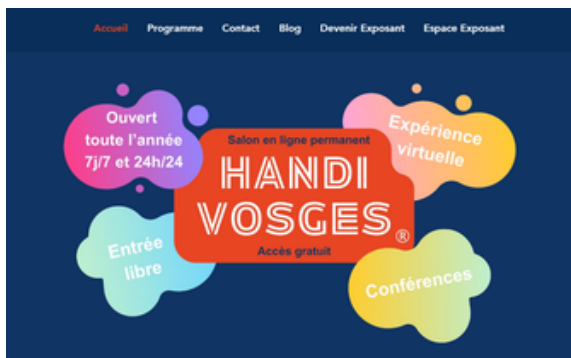 Accueil Programme Contact Blog Devenir Exposant Espace Exposant
Ouvert
toute l'année
7j/7 et 24h/24
Expérience
virtuelle
Salon en ligne permanent
HANDI
VOSGES®
Accès gratuit
Entrée
libre
Conférences